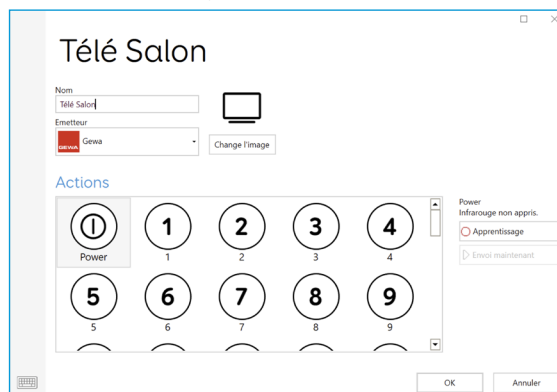 Télé Salon
Nom
Télé Salon
Emetteur
GEWA
Gewa
Change l'image
Actions
Power
1
1
2
2
3
3
4
4
5
5
6
6
7
7
8
8
9
9
Power
Infrarouge non appris.
Apprentissage
Envoi maintenant
OK
Annuler